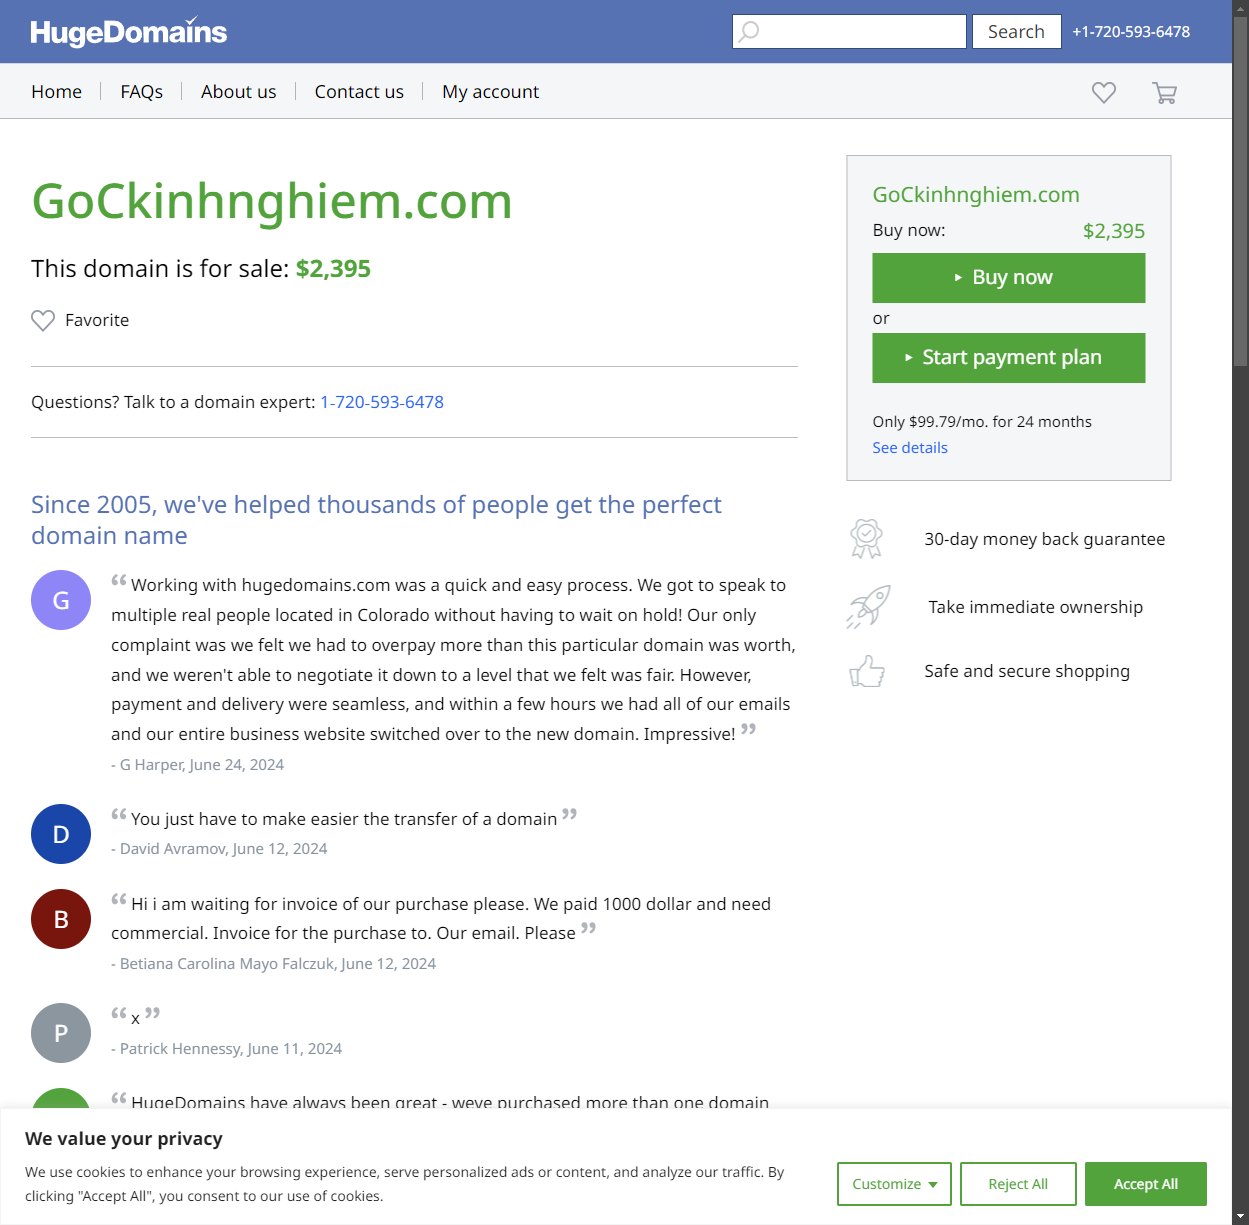 HugeDomains
Search
+1-720-593-6478
Home
FAQs
About us
Contact us
My account
GoCkinhnghiem.com
This domain is for sale: $2,395
Favorite
Questions? Talk to a domain expert: 1-720-593-6478
Since 2005, we've helped thousands of people get the perfect
domain name
G
“ Working with hugedomains.com was a quick and easy process. We got to speak to
multiple real people located in Colorado without having to wait on hold! Our only
complaint was we felt we had to overpay more than this particular domain was worth,
and we weren't able to negotiate it down to a level that we felt was fair. However,
payment and delivery were seamless, and within a few hours we had all of our emails
and our entire business website switched over to the new domain. Impressive! ”
- G Harper, June 24, 2024
D
“ You just have to make easier the transfer of a domain ”
- David Avramov, June 12, 2024
B
“ Hi i am waiting for invoice of our purchase please. We paid 1000 dollar and need
commercial. Invoice for the purchase to. Our email. Please ”
- Betiana Carolina Mayo Falczuk, June 12, 2024
P
“ x ”
- Patrick Hennessy, June 11, 2024
“ HugeDomains have always been great - weve purchased more than one domain
GoCkinhnghiem.com
Buy now:
$2,395
Buy now
or
Start payment plan
Only $99.79/mo. for 24 months
See details
30-day money back guarantee
Take immediate ownership
Safe and secure shopping
We value your privacy
We use cookies to enhance your browsing experience, serve personalized ads or content, and analyze our traffic. By
clicking "Accept All", you consent to our use of cookies.
Customize
Reject All
Accept All